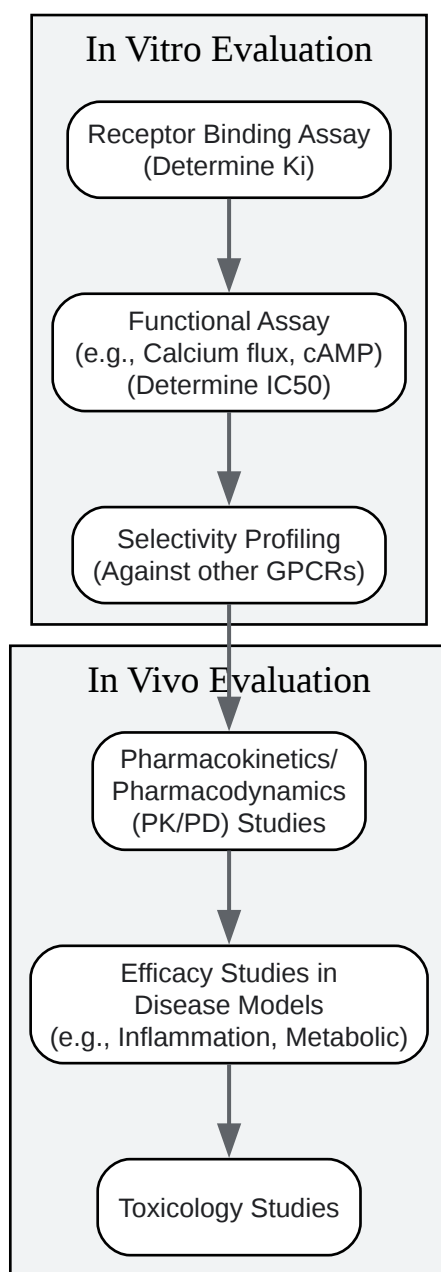 In Vitro Evaluation
Receptor Binding Assay
(Determine Ki)
Functional Assay
(e.g., Calcium flux, cAMP)
(Determine IC50)
Selectivity Profiling
(Against other GPCRs)
In Vivo Evaluation
Pharmacokinetics/
Pharmacodynamics
(PK/PD) Studies
Efficacy Studies in
Disease Models
(e.g., Inflammation, Metabolic)
Toxicology Studies